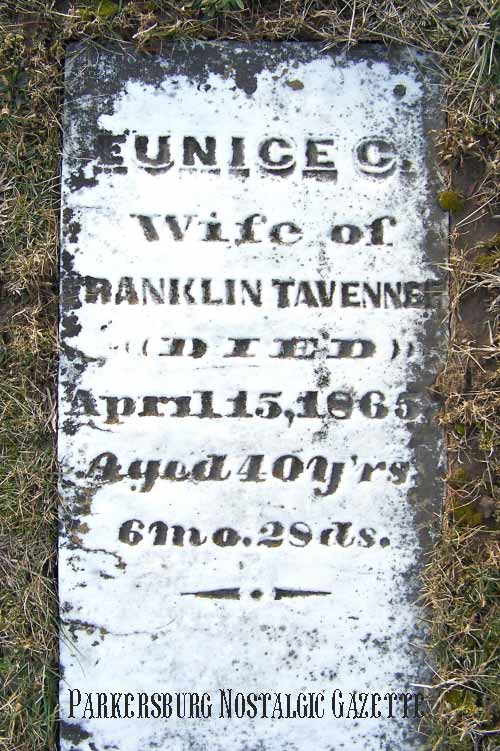 EUNICE C.
Wife of
FRANKLIN TAVENNER
DIED
April 15, 1865
Aged 40 Y'rs
6 mo. 28 ds.
PARKERSBURG NOSTALGIC GAZETTE